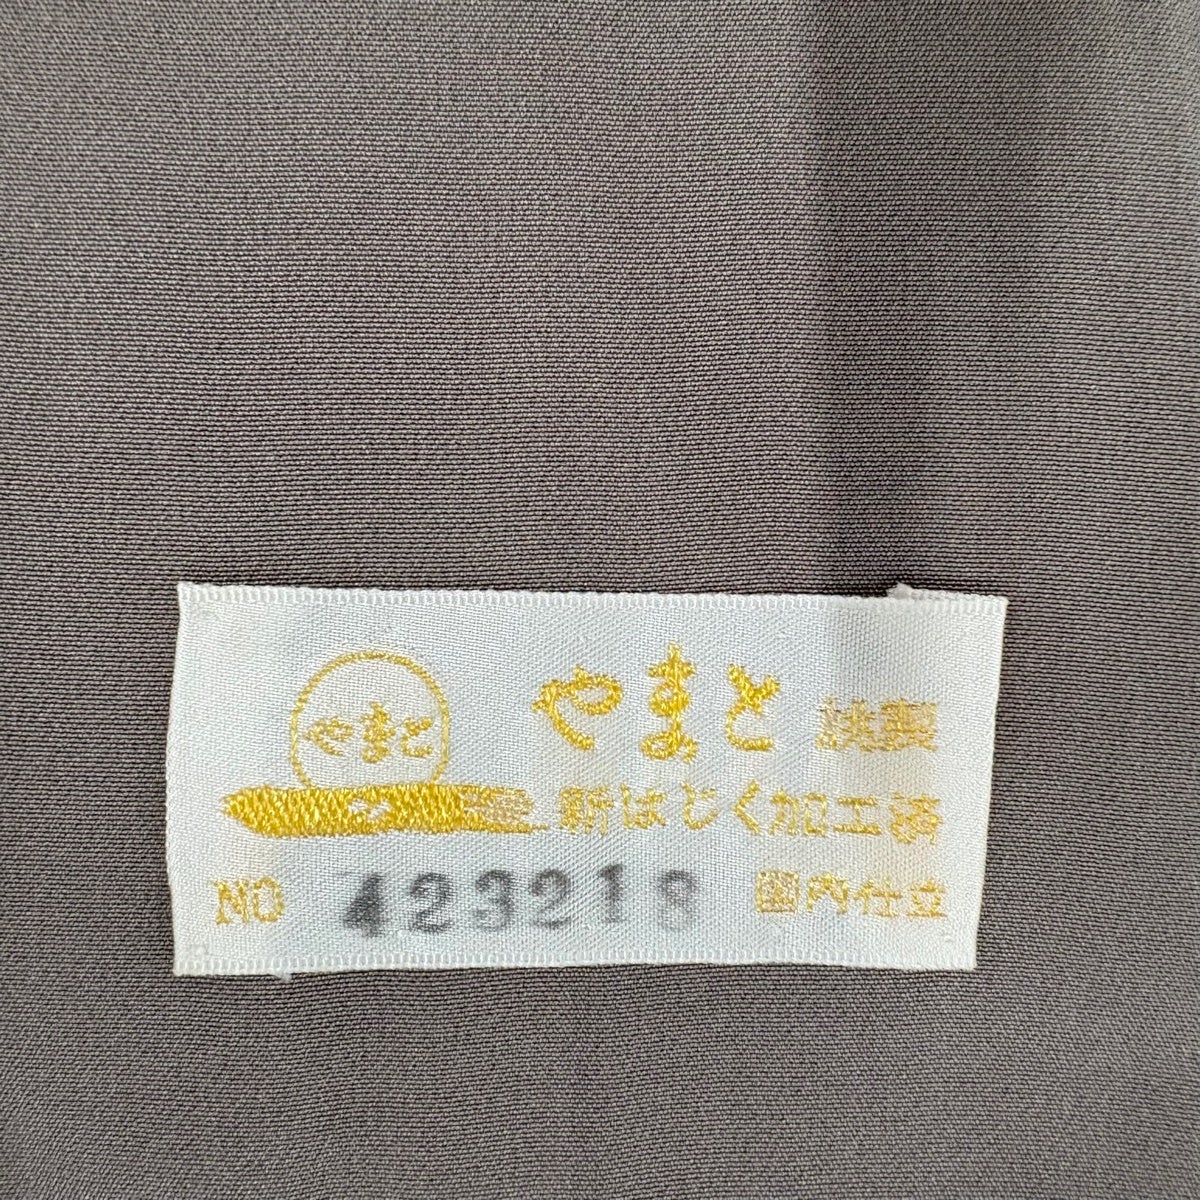 やまと
やまと 謹製
新はじく加工済
NO 423218 国内仕立